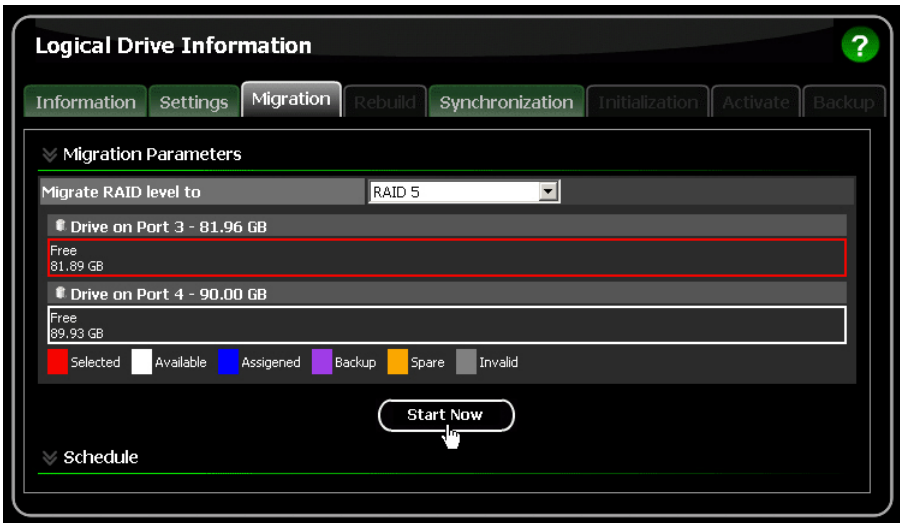 Logical Drive Information
?
Information Settings Migration Rebuild Synchronization Initialization Activate Backup
Migration Parameters
Migrate RAID level to RAID 5
Drive on Port 3 - 81.96 GB
Free
81.89 GB
Drive on Port 4 - 90.00 GB
Free
89.93 GB
Selected Available Assigened Backup Spare Invalid
Start Now
Schedule